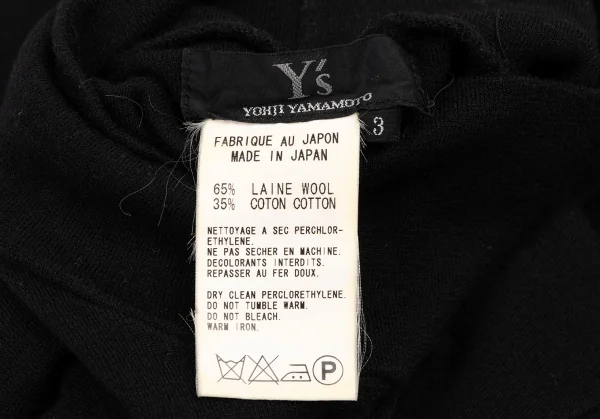 Y's
YOHJI YAMAMOTO
3
FABRIQUE AU JAPON
MADE IN JAPAN
65% LAINE WOOL
35% COTON COTTON
NETTOYAGE A SEC PERCHLOR-
ETHYLENE.
NE PAS SECHER EN MACHINE.
DECOLORANTS INTERDITS.
REPASSER AU FER DOUX.
DRY CLEAN PERCLORETHYLENE.
DO NOT TUMBLE WARM.
DO NOT BLEACH.
WARM IRON.
P